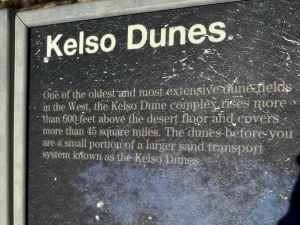 Kelso Dunes
One of the oldest and most extensive dune fields
in the West, the Kelso Dune complex rises more
than 600 feet above the desert floor and covers
more than 45 square miles. The dunes before you
are a small portion of a larger sand transport
system known as the Kelso Dunes.